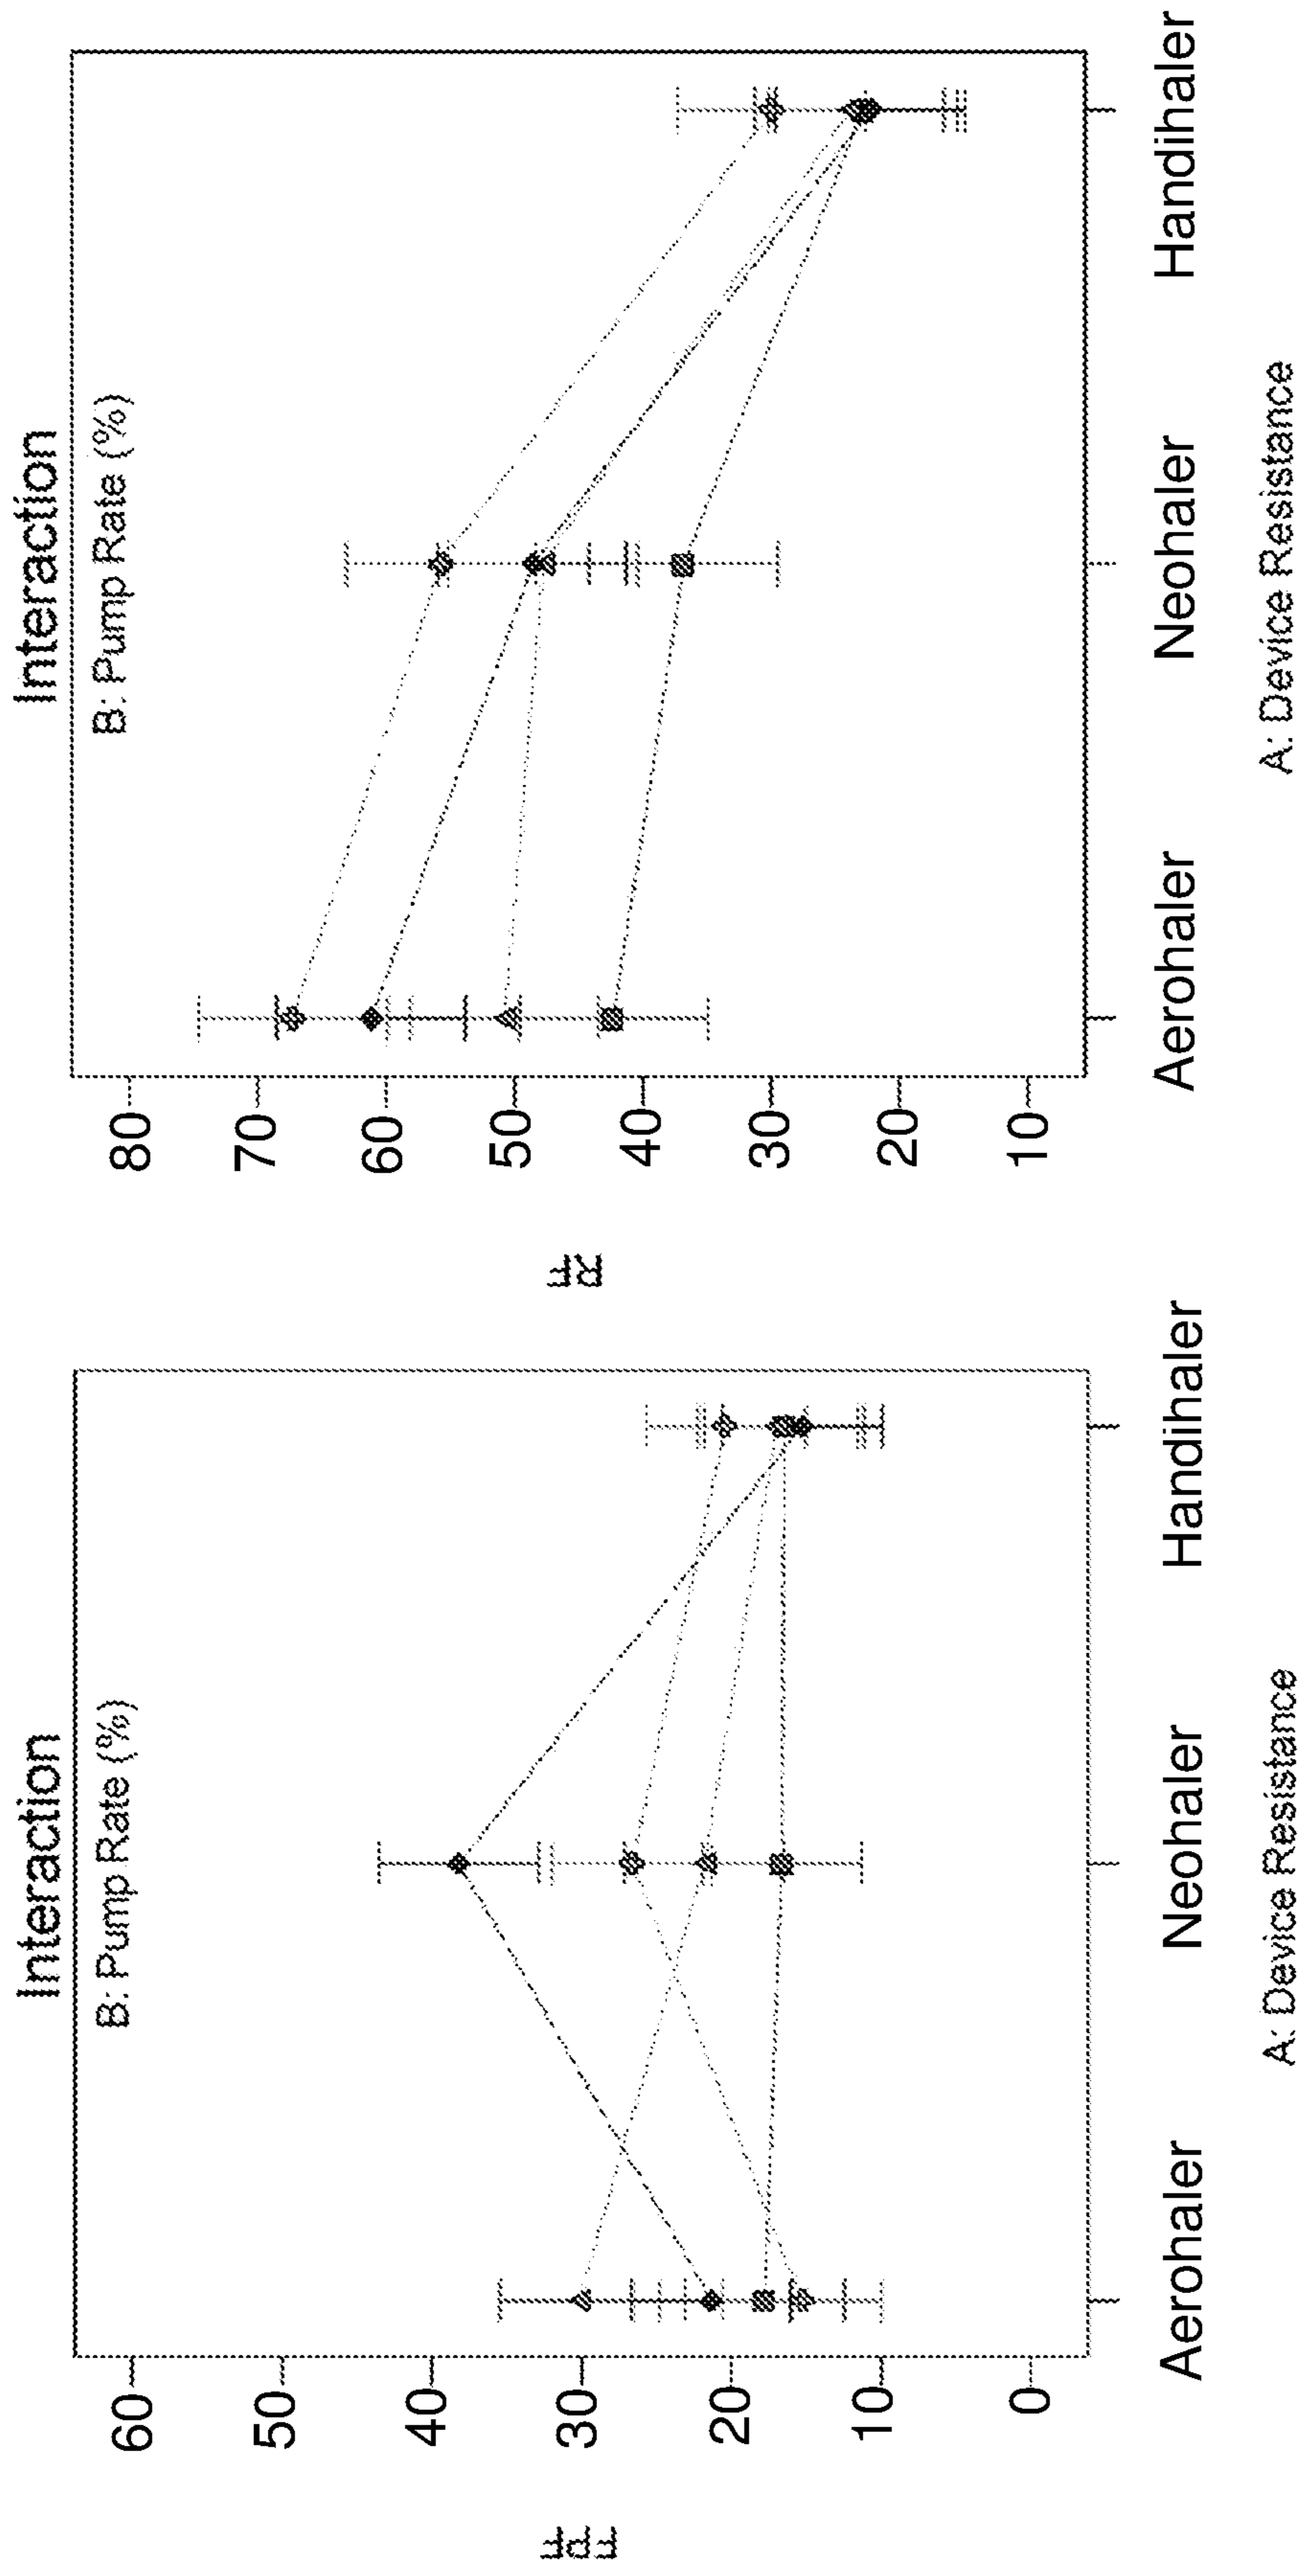 Interaction
B: Pump Rate (%)
FPF
60
50
40
30
20
10
0
Aerohaler
Neohaler
Handihaler
A: Device Resistance
Interaction
B: Pump Rate (%)
RF
80
70
60
50
40
30
20
10
Aerohaler
Neohaler
Handihaler
A: Device Resistance